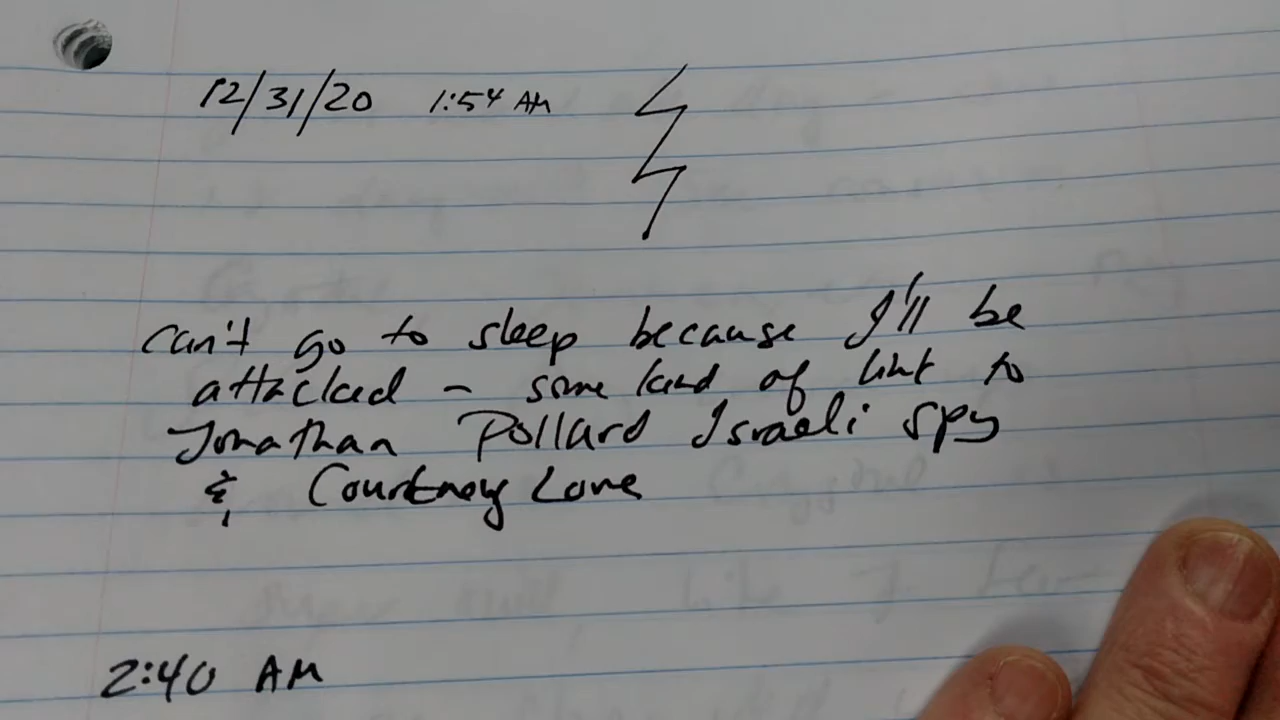 12/31/20 1:54 AM
can't go to sleep because I'll be
attacked – some kind of link to
Jonathan Pollard Israeli spy
& Courtney Love
2:40 AM